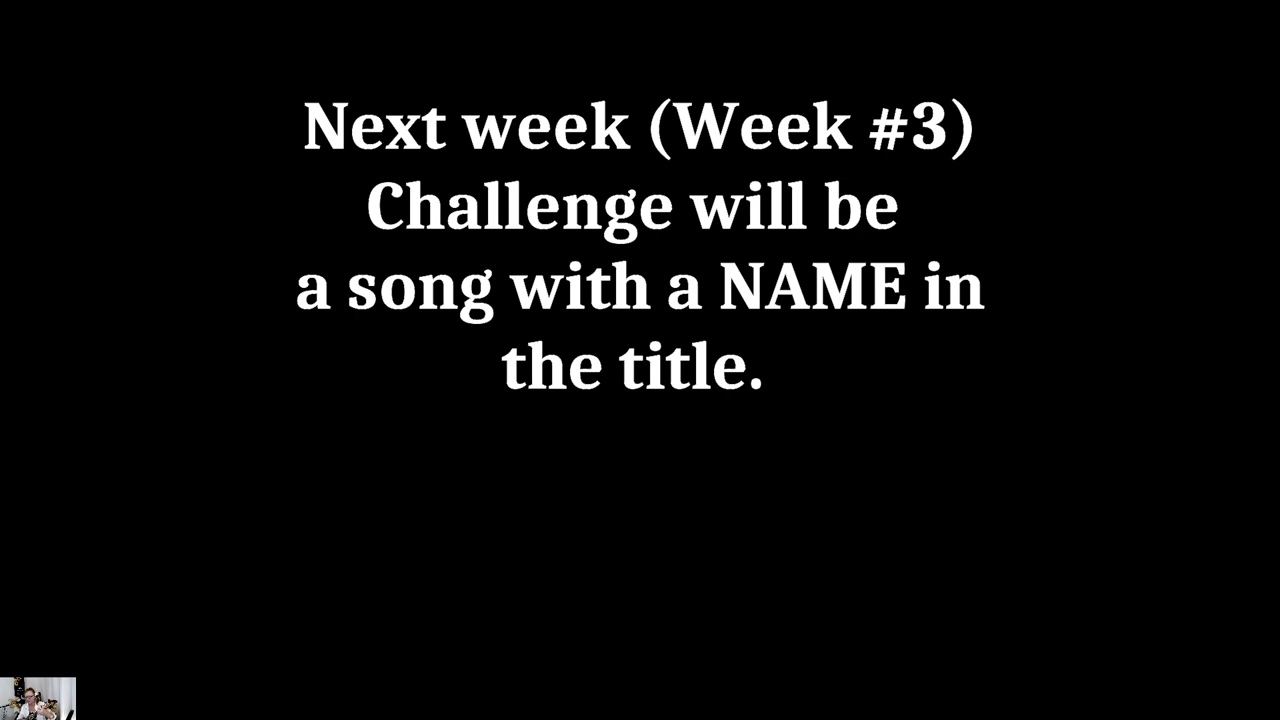 Next week (Week #3)
Challenge will be
a song with a NAME in
the title.